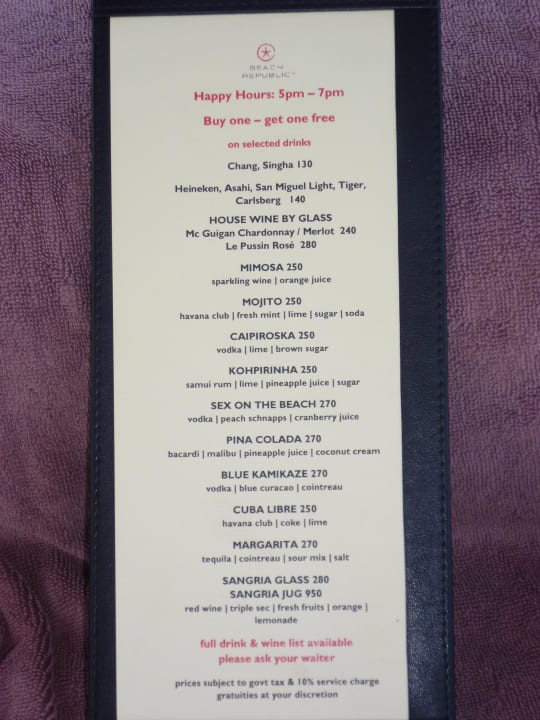 BEACH
REPUBLIC
Happy Hours: 5pm – 7pm
Buy one – get one free
on selected drinks
Chang, Singha 130
Heineken, Asahi, San Miguel Light, Tiger,
Carlsberg 140
HOUSE WINE BY GLASS
Mc Guigan Chardonnay / Merlot 240
Le Pussin Rosé 280
MIMOSA 250
sparkling wine | orange juice
MOJITO 250
havana club | fresh mint | lime | sugar | soda
CAIPIROSKA 250
vodka | lime | brown sugar
KOHPIRINHA 250
samui rum | lime | pineapple juice | sugar
SEX ON THE BEACH 270
vodka | peach schnapps | cranberry juice
PINA COLADA 270
bacardi | malibu | pineapple juice | coconut cream
BLUE KAMIKAZE 270
vodka | blue curacao | cointreau
CUBA LIBRE 250
havana club | coke | lime
MARGARITA 270
tequila | cointreau | sour mix | salt
SANGRIA GLASS 280
SANGRIA JUG 950
red wine | triple sec | fresh fruits | orange |
lemonade
full drink & wine list available
please ask your waiter
prices subject to govt tax & 10% service charge
gratuities at your discretion